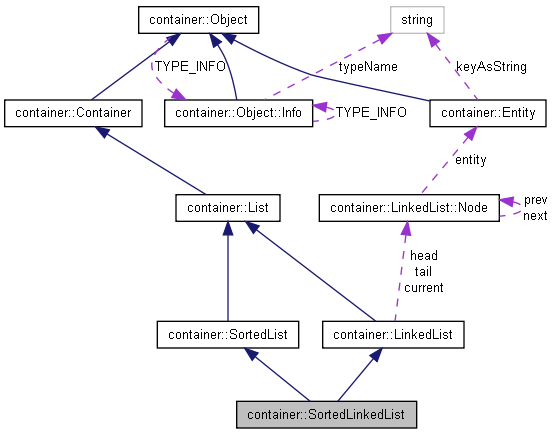 container::Object
string
TYPE_INFO
typeName
keyAsString
container::Container
container::Object::Info
TYPE_INFO
container::Entity
entity
container::List
container::LinkedList::Node
prev
next
head
tail
current
container::SortedList
container::LinkedList
container::SortedLinkedList